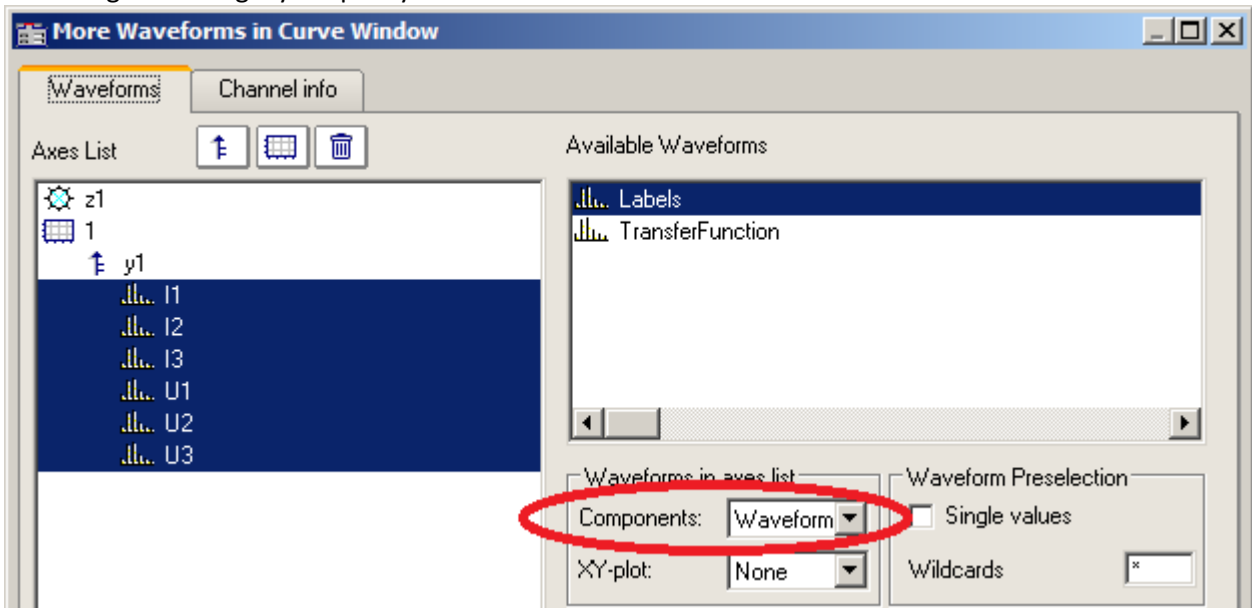 More Waveforms in Curve Window
Waveforms Channel info
Axes List
Available Waveforms
z1
1
y1
I1
I2
I3
U1
U2
U3
Labels
TransferFunction
Waveforms in axes list
Components: Waveform
XY-plot: None
Waveform Preselection
Single values
Wildcards *